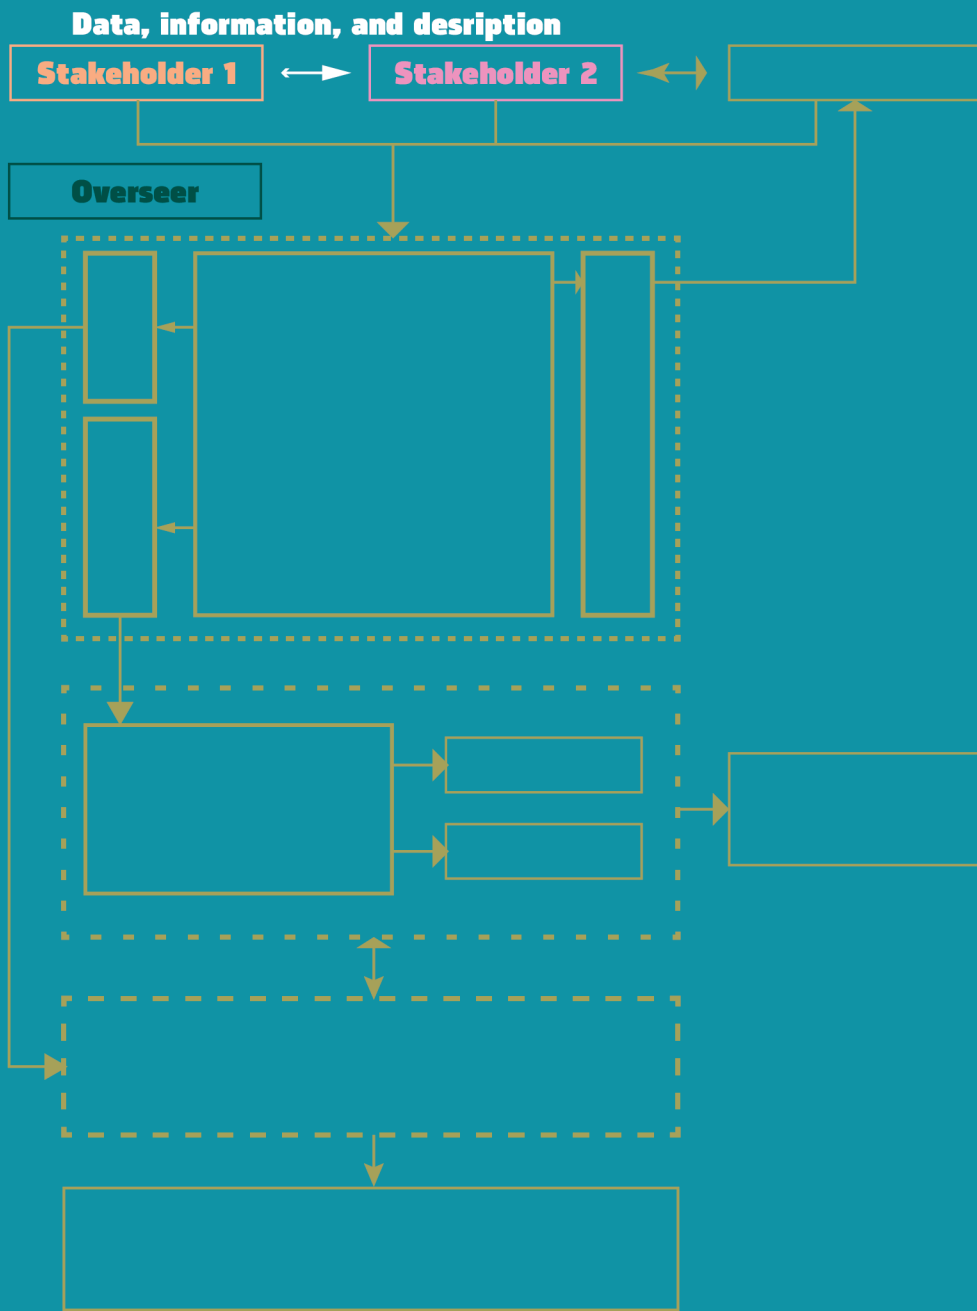 Data, information, and desription
Stakeholder 1
Stakeholder 2
Overseer